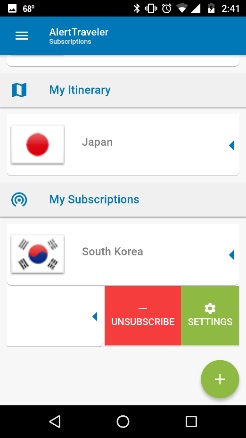 68° 2:41
AlertTraveler
Subscriptions
My Itinerary
Japan
My Subscriptions
South Korea
UNSUBSCRIBE SETTINGS